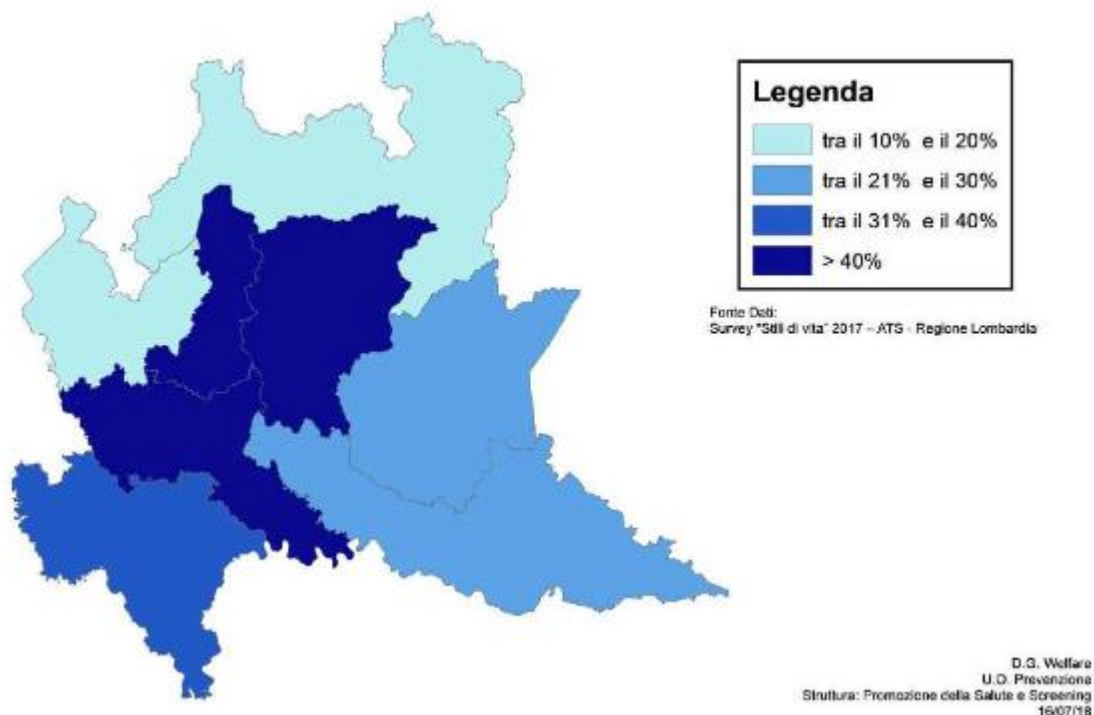 Legenda
tra il 10% e il 20%
tra il 21% e il 30%
tra il 31% e il 40%
> 40%
Fonte Dati:
Survey "Stili di vita" 2017 – ATS - Regione Lombardia
D.G. Welfare
U.O. Prevenzione
Struttura: Promozione della Salute e Screening
16/07/18